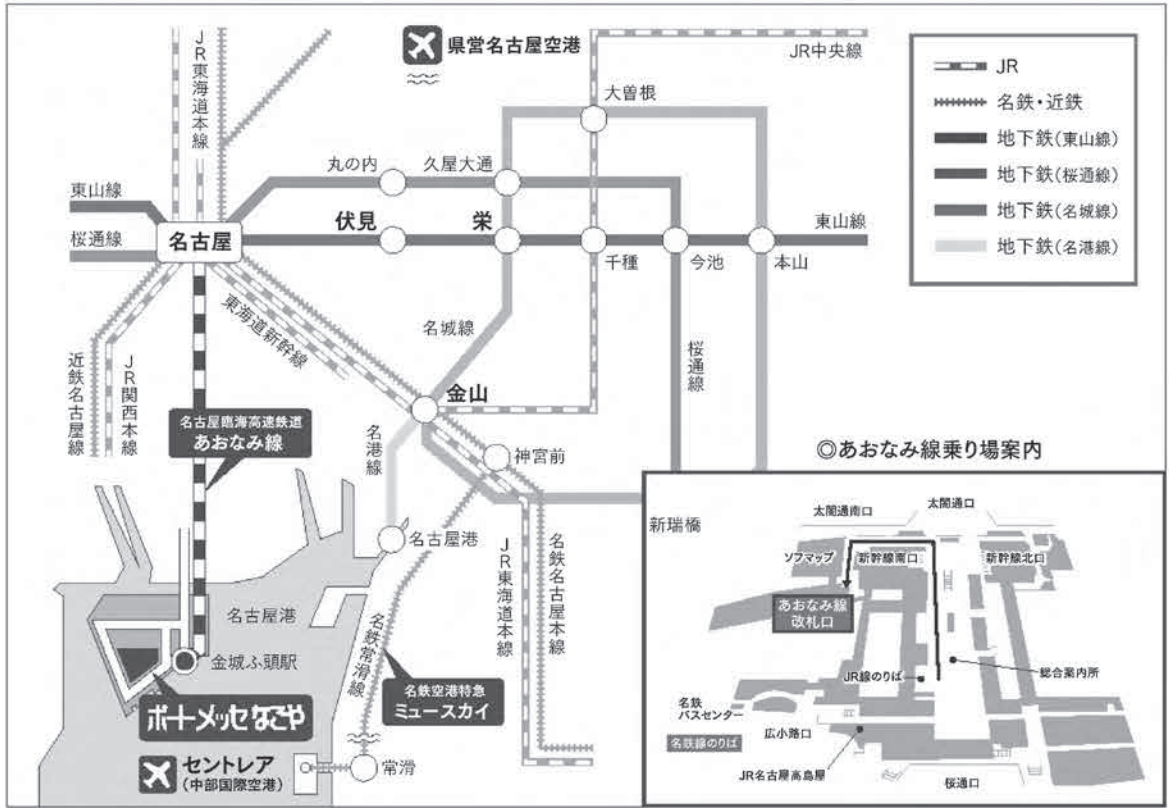 JR東海道本線
県営名古屋空港
JR中央線
大曽根
JR
名鉄・近鉄
地下鉄(東山線)
地下鉄(桜通線)
地下鉄(名城線)
地下鉄(名港線)
丸の内
久屋大通
東山線
桜通線
名古屋
伏見
栄
千種
今池
本山
東山線
東海道新幹線
名城線
桜通線
近鉄名古屋線
JR関西本線
名古屋臨海高速鉄道
あおなみ線
金山
名港線
神宮前
名古屋港
新瑞橋
JR東海道本線
名鉄名古屋本線
名古屋港
金城ふ頭駅
ポートメッセなごや
名鉄常滑線
名鉄空港特急
ミュースカイ
セントレア
(中部国際空港)
常滑
◎あおなみ線乗り場案内
太閤通南口
太閤通口
ソフマップ
新幹線南口
新幹線北口
あおなみ線
改札口
JR線のりば
総合案内所
名鉄
バスセンター
名鉄線のりば
広小路口
JR名古屋高島屋
桜通口